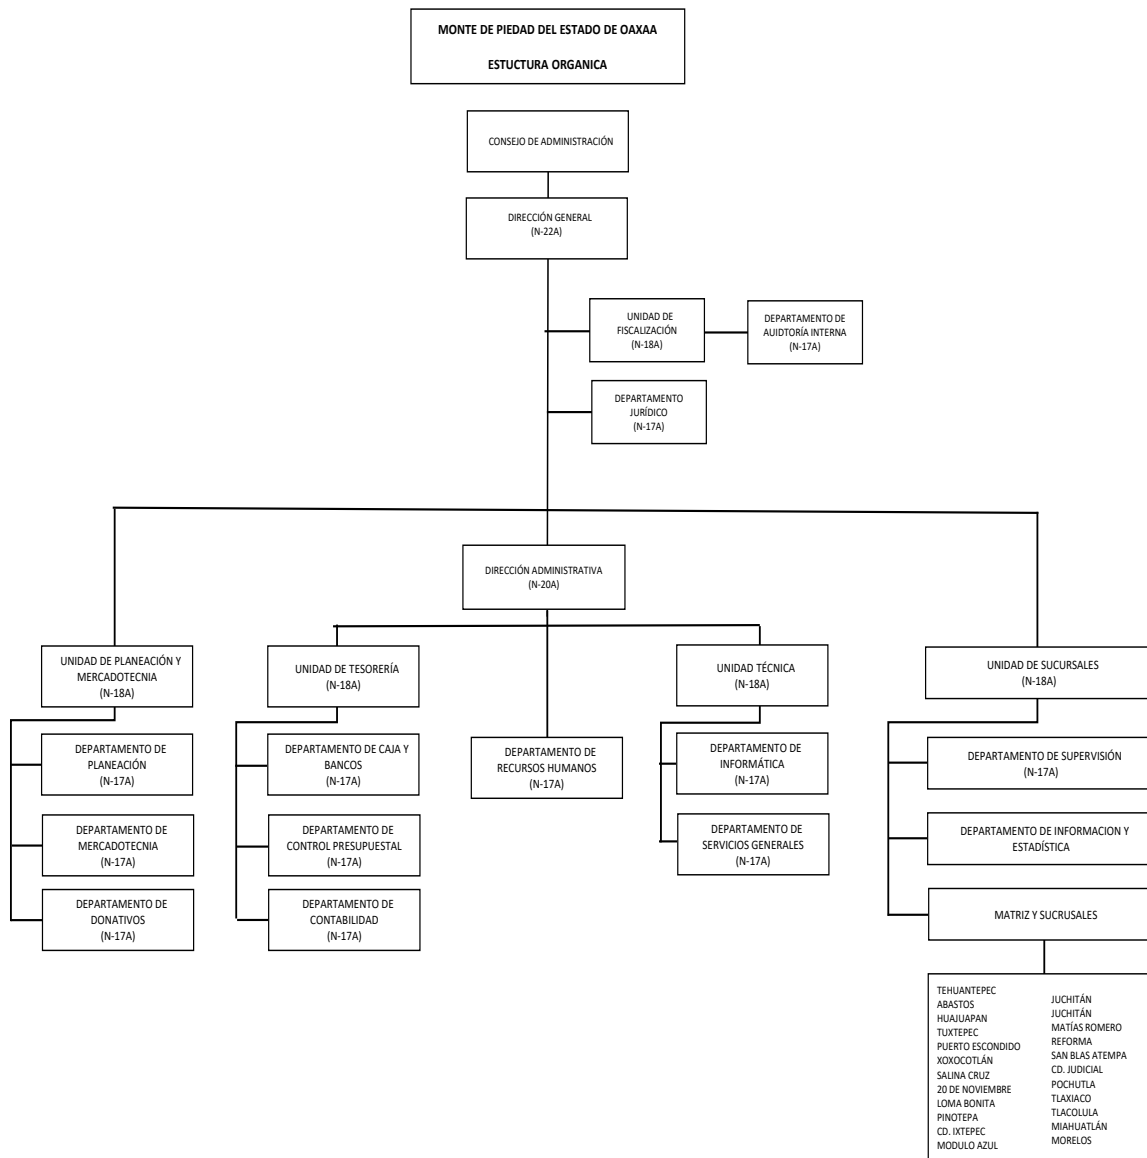 MONTE DE PIEDAD DEL ESTADO DE OAXAA
ESTUCTURA ORGANICA
CONSEJO DE ADMINISTRACIÓN
DIRECCIÓN GENERAL
(N-22A)
UNIDAD DE
FISCALIZACIÓN
(N-18A)
DEPARTAMENTO DE
AUIDTORÍA INTERNA
(N-17A)
DEPARTAMENTO
JURÍDICO
(N-17A)
DIRECCIÓN ADMINISTRATIVA
(N-20A)
UNIDAD DE PLANEACIÓN Y
MERCADOTECNIA
(N-18A)
UNIDAD DE TESORERÍA
(N-18A)
UNIDAD TÉCNICA
(N-18A)
UNIDAD DE SUCURSALES
(N-18A)
DEPARTAMENTO DE
PLANEACIÓN
(N-17A)
DEPARTAMENTO DE CAJA Y
BANCOS
(N-17A)
DEPARTAMENTO DE
RECURSOS HUMANOS
(N-17A)
DEPARTAMENTO DE
INFORMÁTICA
(N-17A)
DEPARTAMENTO DE SUPERVISIÓN
(N-17A)
DEPARTAMENTO DE
MERCADOTECNIA
(N-17A)
DEPARTAMENTO DE
CONTROL PRESUPUESTAL
(N-17A)
DEPARTAMENTO DE
SERVICIOS GENERALES
(N-17A)
DEPARTAMENTO DE INFORMACION Y
ESTADÍSTICA
DEPARTAMENTO DE
DONATIVOS
(N-17A)
DEPARTAMENTO DE
CONTABILIDAD
(N-17A)
MATRIZ Y SUCRUSALES
TEHUANTEPEC
ABASTOS
HUAJUAPAN
TUXTEPEC
PUERTO ESCONDIDO
XOXOCOTLÁN
SALINA CRUZ
20 DE NOVIEMBRE
LOMA BONITA
PINOTEPA
CD. IXTEPEC
MODULO AZUL
JUCHITÁN
JUCHITÁN
MATÍAS ROMERO
REFORMA
SAN BLAS ATEMPA
CD. JUDICIAL
POCHUTLA
TLAXIACO
TLACOLULA
MIAHUATLÁN
MORELOS